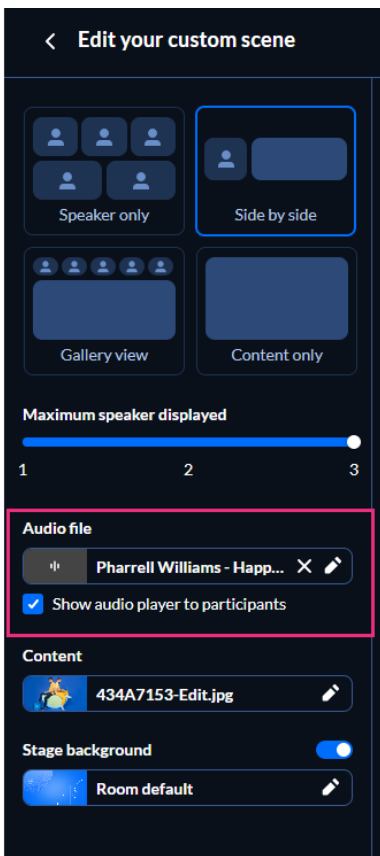 Edit your custom scene
Speaker only
Side by side
Gallery view
Content only
Maximum speaker displayed
1 2 3
Audio file
Pharrell Williams - Happ...
Show audio player to participants
Content
434A7153-Edit.jpg
Stage background
Room default